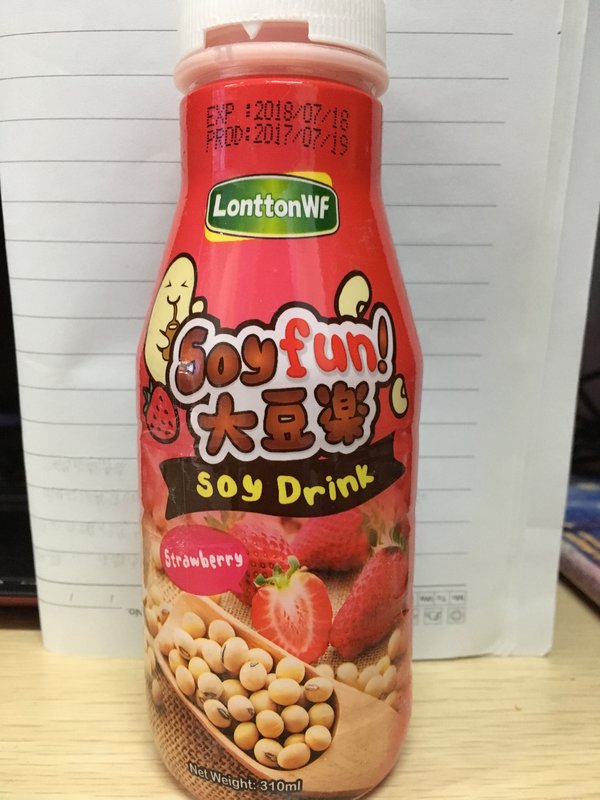 EXP :2018/07/18
PROD:2017/07/19
LonttonWF
Soyfun!
大豆楽
Soy Drink
Strawberry
Net Weight: 310ml